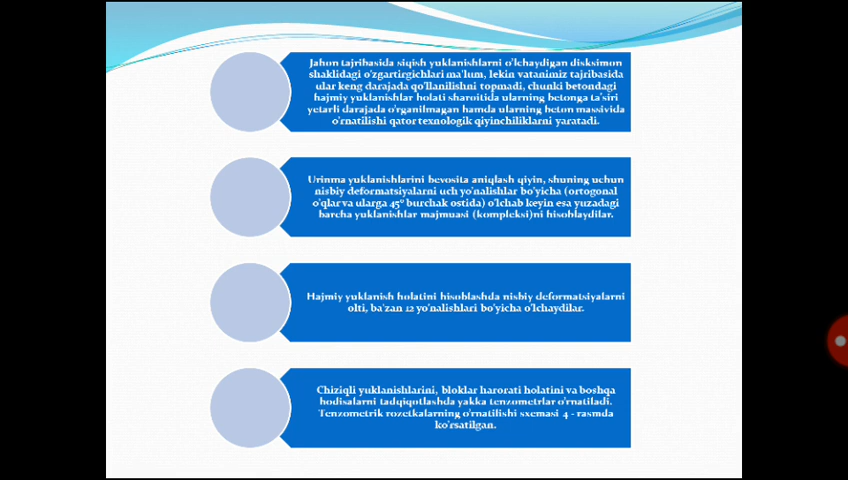 Jahon tajribasida siqish yuklanishlarni o'lchaydigan disksimon
shaklidagi o'zgartirgichlari ma'lum, lekin vatanimiz tajribasida
ular keng darajada qo'llanilishni topmadi, chunki betondagi
hajmiy yuklanishlar holati sharoitida ularning betonga ta'siri
yetarli darajada o'rganilmagan hamda ularning beton massivida
o'rnatilishi qator texnologik qiyinchiliklarni yaratadi.
Urinma yuklanishlarini bevosita aniqlash qiyin, shuning uchun
nisbiy deformatsiyalarni uch yo'nalishlar bo'yicha (ortogonal
o'qlar va ularga 45° burchak ostida) o'lchab keyin esa yuzadagi
barcha yuklanishlar majmuasi (kompleksi)ni hisoblaydilar.
Hajmiy yuklanish holatini hisoblashda nisbiy deformatsiyalarni
olti, ba'zan 12 yo'nalishlari bo'yicha o'lchaydilar.
Chiziqli yuklanishlarini, bloklar harorati holatini va boshqa
hodisalarni tadqiqotlashda yakka tenzometrlar o'rnatiladi.
Tenzometrik rozetkalarning o'rnatilishi sxemasi 4 - rasmda
ko'rsatilgan.